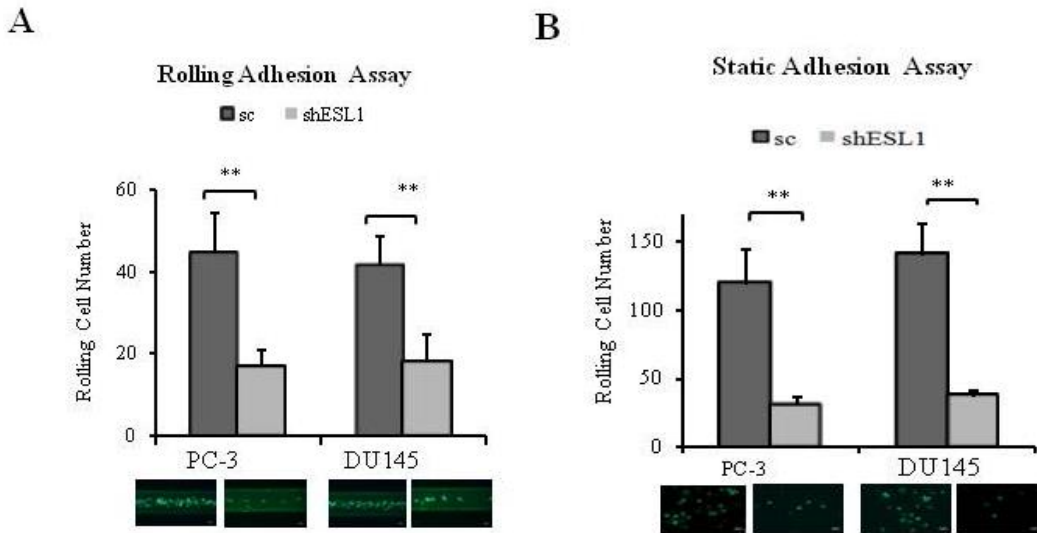 A
Rolling Adhesion Assay
sc shESL1
**
**
60
40
20
0
Rolling Cell Number
PC-3 DU145
B
Static Adhesion Assay
sc shESL1
**
**
150
100
50
0
Rolling Cell Number
PC-3 DU145